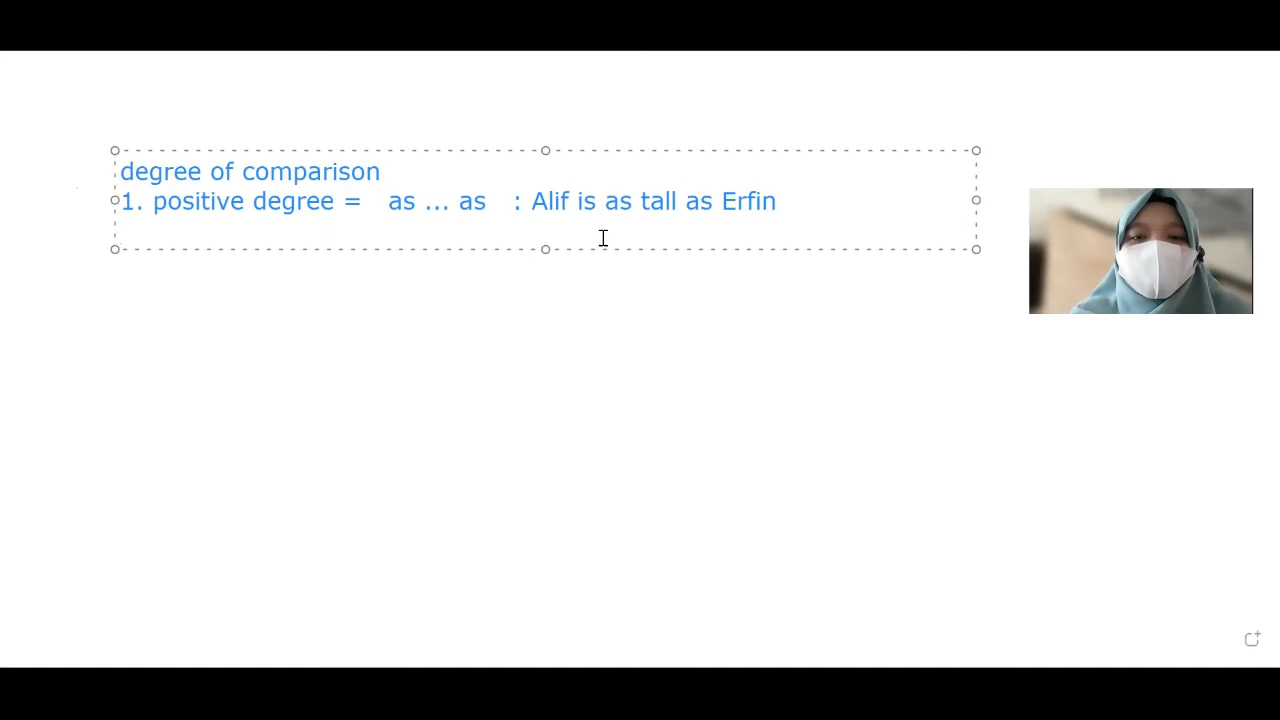 degree of comparison
1. positive degree = as ... as : Alif is as tall as Erfin